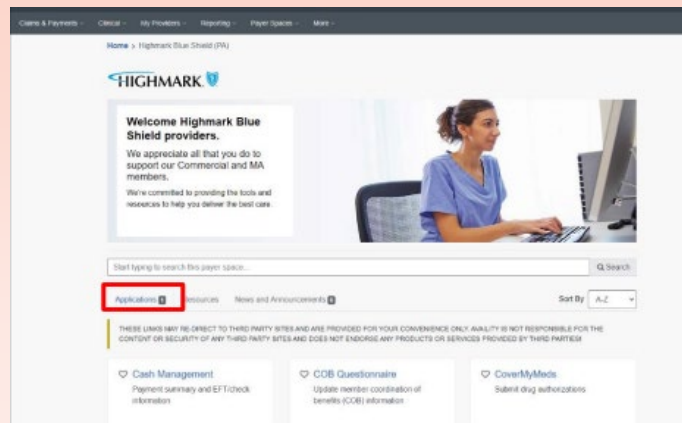 Claims & Payments Clinical My Providers Reporting Payer Spaces More
Home > Highmark Blue Shield (PA)
HIGHMARK
Welcome Highmark Blue
Shield providers.
We appreciate all that you do to
support our Commercial and MA
members.
We're committed to providing the tools and
resources to help you deliver the best care.
Start typing to search this payer space...
Search
Applications Resources News and Announcements
Sort By A-Z
THESE LINKS MAY RE-DIRECT TO THIRD PARTY SITES AND ARE PROVIDED FOR YOUR CONVENIENCE ONLY. AVAILITY IS NOT RESPONSIBLE FOR THE
CONTENT OR SECURITY OF ANY THIRD PARTY SITES AND DOES NOT ENDORSE ANY PRODUCTS OR SERVICES PROVIDED BY THIRD PARTIES!
Cash Management COB Questionnaire CoverMyMeds
Payment summary and EFT/check Update member coordination of Submit drug authorizations
information benefits (COB) information